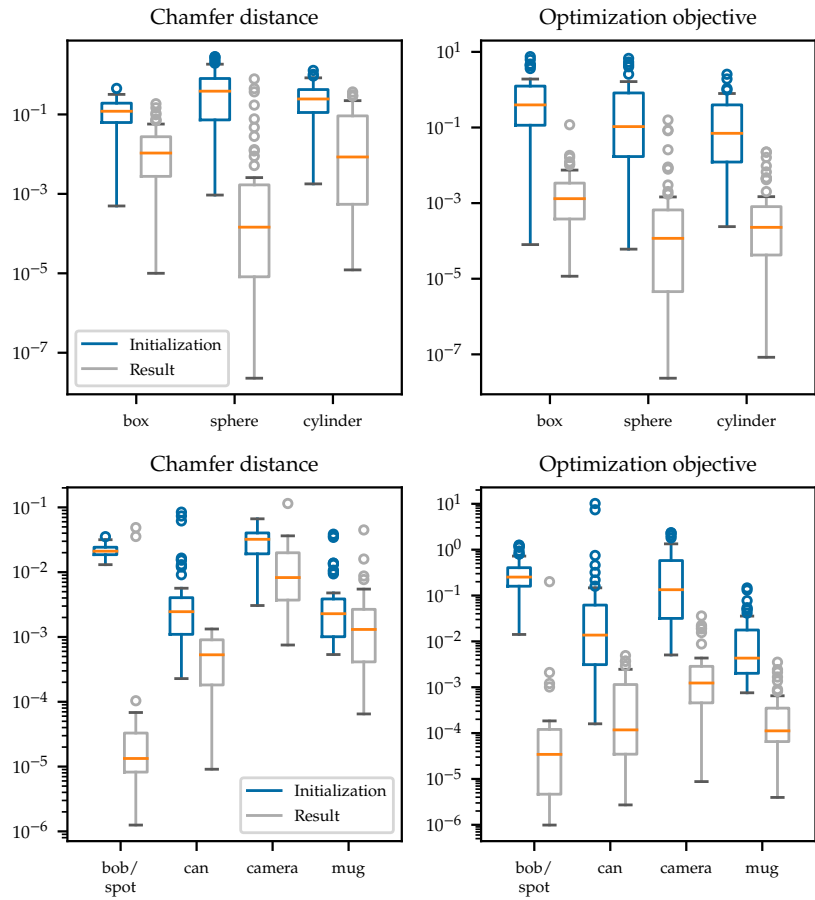 Chamfer distance
Optimization objective
10^-1
10^-3
10^-5
10^-7
Initialization
Result
box
sphere
cylinder
10^1
10^-1
10^-3
10^-5
10^-7
box
sphere
cylinder
Chamfer distance
Optimization objective
10^-1
10^-2
10^-3
10^-4
10^-5
10^-6
Initialization
Result
bob/
spot
can
camera
mug
10^1
10^0
10^-1
10^-2
10^-3
10^-4
10^-5
10^-6
bob/
spot
can
camera
mug